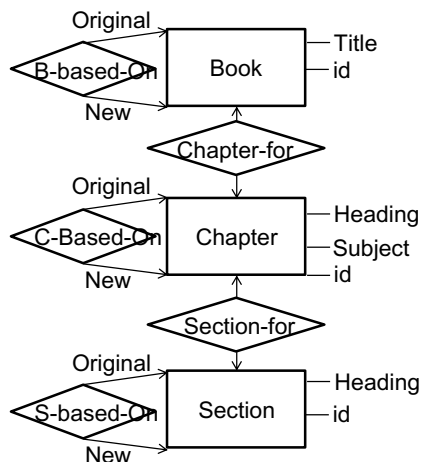 Original
Title
Book
B-based-On
id
New
Chapter-for
Original
Heading
C-Based-On
Chapter
Subject
New
id
Section-for
Original
Heading
S-based-On
Section
id
New